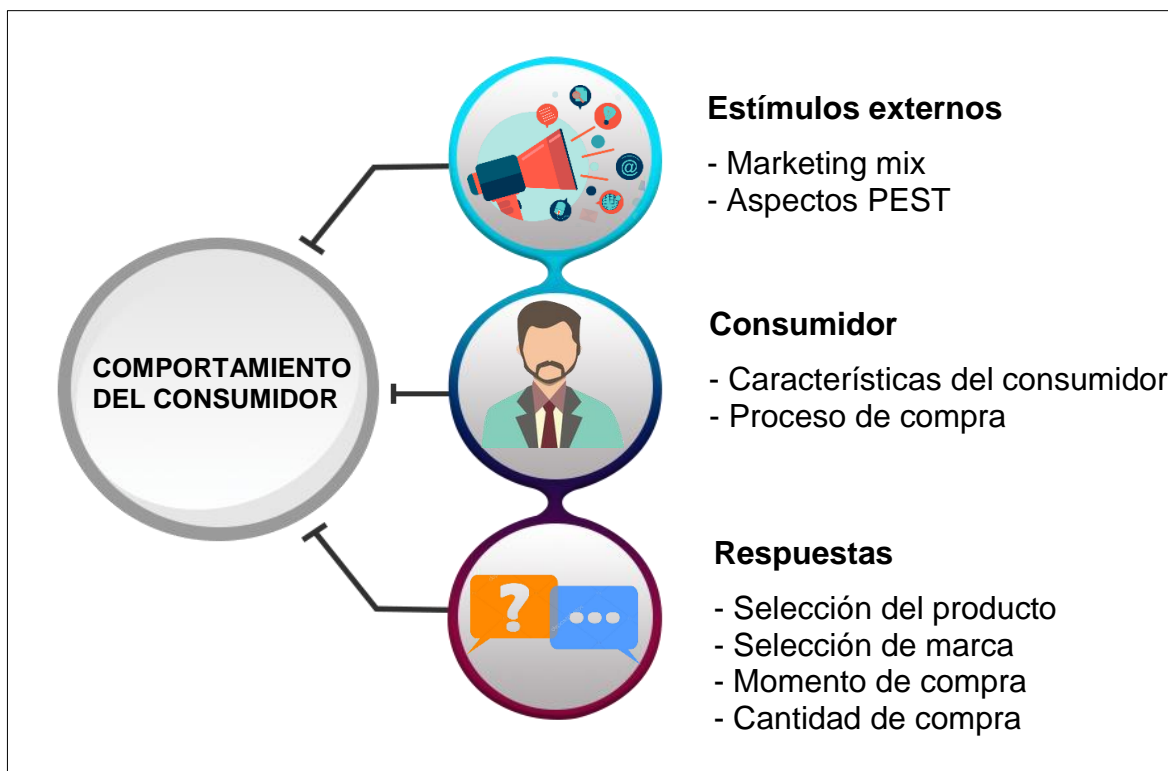 COMPORTAMIENTO
DEL CONSUMIDOR
Estímulos externos
- Marketing mix
- Aspectos PEST
@
Consumidor
- Característícas del consumidor
- Proceso de compra
Respuestas
- Selección del producto
- Selección de marca
- Momento de compra
- Cantidad de compra
?